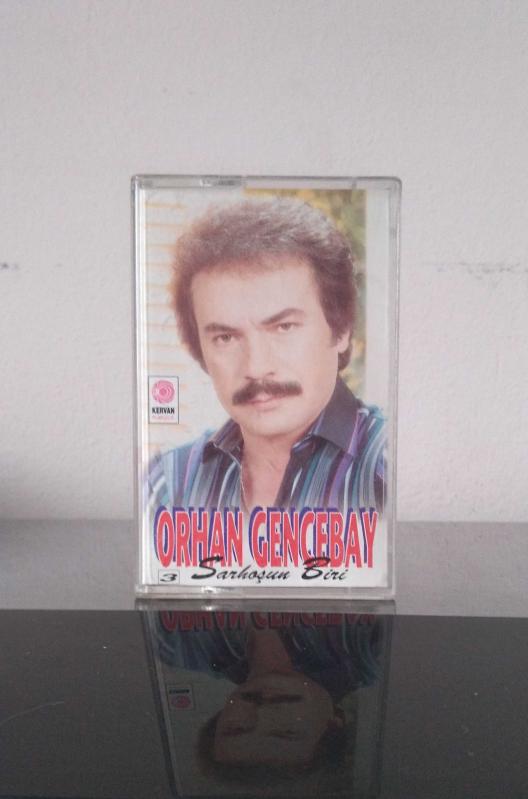 KERVAN
ORHAN GENCEBAY
3
Sarhoşun Biri